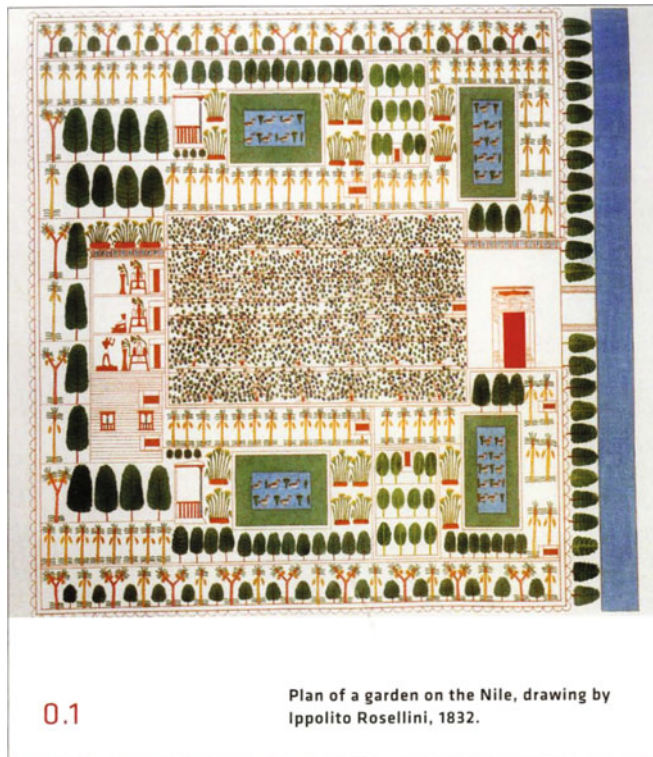 0.1
Plan of a garden on the Nile, drawing by
Ippolito Rosellini, 1832.